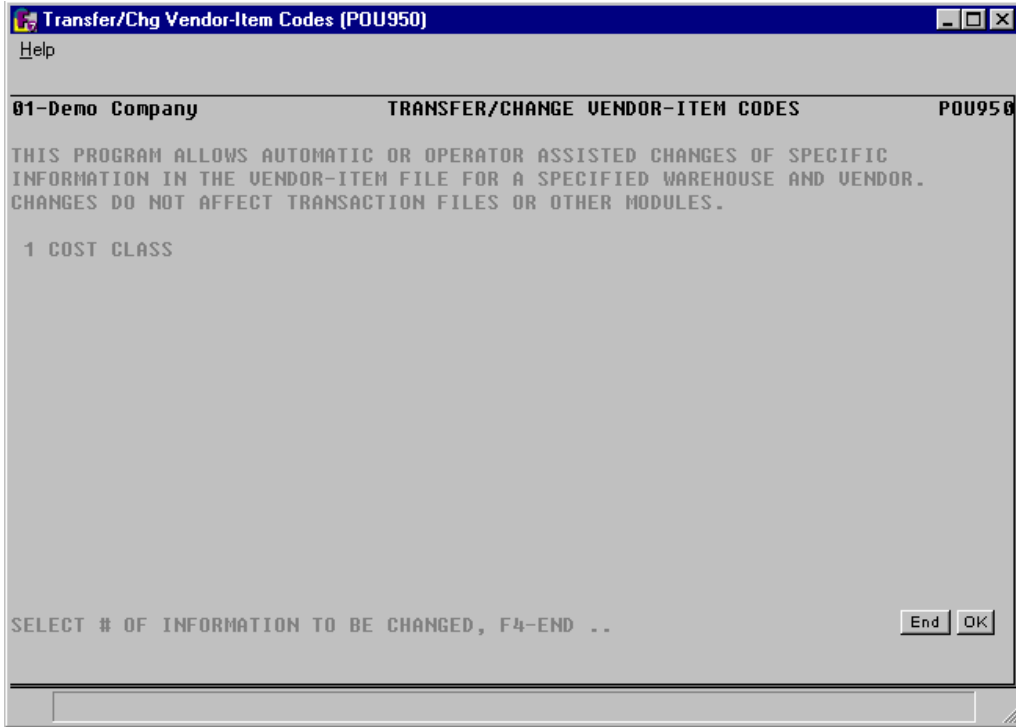 Transfer/Chg Vendor-Item Codes (POU950)
Help
01-Demo Company TRANSFER/CHANGE VENDOR-ITEM CODES POU950
THIS PROGRAM ALLOWS AUTOMATIC OR OPERATOR ASSISTED CHANGES OF SPECIFIC
INFORMATION IN THE VENDOR-ITEM FILE FOR A SPECIFIED WAREHOUSE AND VENDOR.
CHANGES DO NOT AFFECT TRANSACTION FILES OR OTHER MODULES.
1 COST CLASS
SELECT # OF INFORMATION TO BE CHANGED, F4-END .. End OK